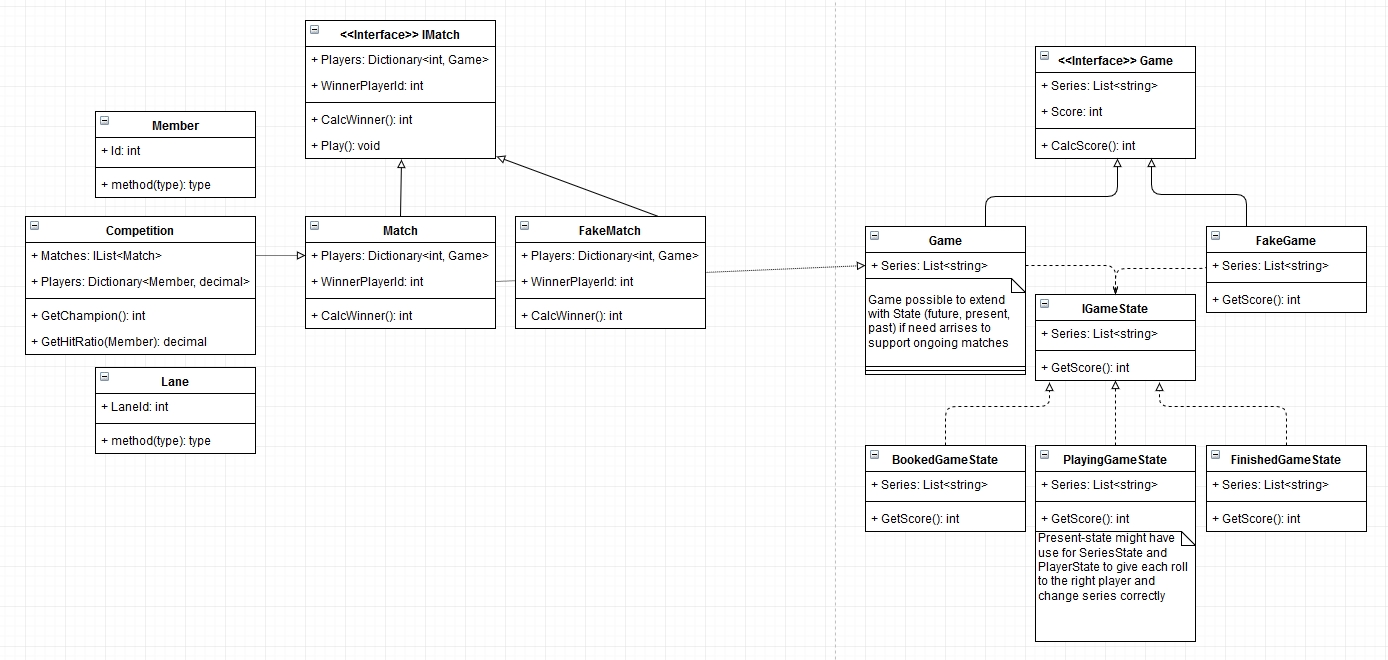 <<Interface>> IMatch
+ Players: Dictionary<int, Game>
+ WinnerPlayerId: int
+ CalcWinner(): int
+ Play(): void
Member
+ Id: int
+ method(type): type
Competition
+ Matches: IList<Match>
+ Players: Dictionary<Member, decimal>
+ GetChampion(): int
+ GetHitRatio(Member): decimal
Match
+ Players: Dictionary<int, Game>
+ WinnerPlayerId: int
+ CalcWinner(): int
FakeMatch
+ Players: Dictionary<int, Game>
+ WinnerPlayerId: int
+ CalcWinner(): int
Lane
+ LaneId: int
+ method(type): type
<<Interface>> Game
+ Series: List<string>
+ Score: int
+ CalcScore(): int
Game
+ Series: List<string>
Game possible to extend
with State (future, present,
past) if need arrises to
support ongoing matches
FakeGame
+ Series: List<string>
+ GetScore(): int
IGameState
+ Series: List<string>
+ GetScore(): int
BookedGameState
+ Series: List<string>
+ GetScore(): int
PlayingGameState
+ Series: List<string>
+ GetScore(): int
Present-state might have
use for SeriesState and
PlayerState to give each roll
to the right player and
change series correctly
FinishedGameState
+ Series: List<string>
+ GetScore(): int